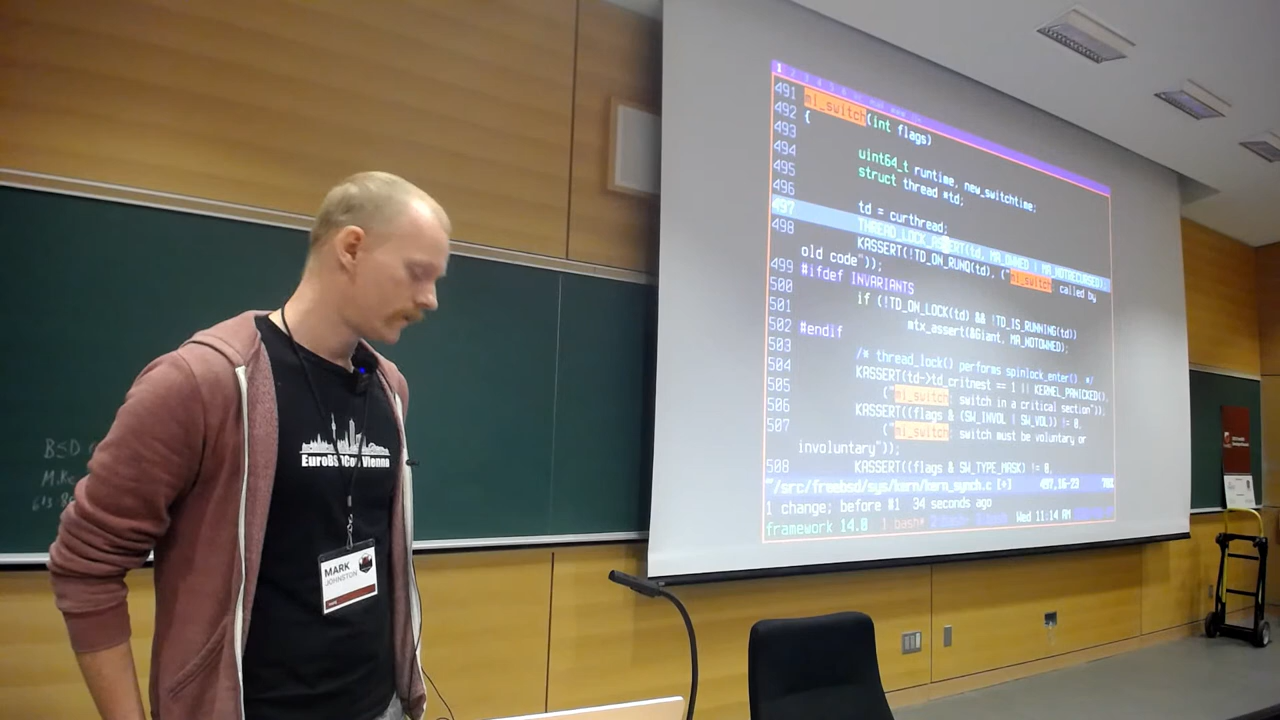 491 mi_switch(int flags)
492 {
493
494 uint64_t runtime, new_switchtime;
495 struct thread *td;
496
td = curthread;
497 THREAD_LOCK_ASSERT(td, MA_OWNED | MA_NOTRECURSED);
498 KASSERT(!TD_ON_RUNQ(td), ("mi_switch: called by
old code"));
499 #ifdef INVARIANTS
500 if (!TD_ON_LOCK(td) && !TD_IS_RUNNING(td))
501 mtx_assert(&Giant, MA_NOTOWNED);
502 #endif
503 /* thread_lock() performs spinlock_enter() */
504 KASSERT(td->td_critnest == 1 || KERNEL_PANICKED(),
505 ("mi_switch: switch in a critical section"));
506 KASSERT((flags & (SW_INVOL | SW_VOL)) != 0,
507 ("mi_switch: switch must be voluntary or
involuntary"));
508 KASSERT((flags & SW_TYPE_MASK) != 0,
~/src/freebsd/sys/kern/kern_synch.c [+] 497,16-23 70%
1 change; before #1 34 seconds ago
framework 14.0 1 bash* Wed 11:14 AM
EuroBSDCon Vienna
MARK
JOHNSTON
BSD